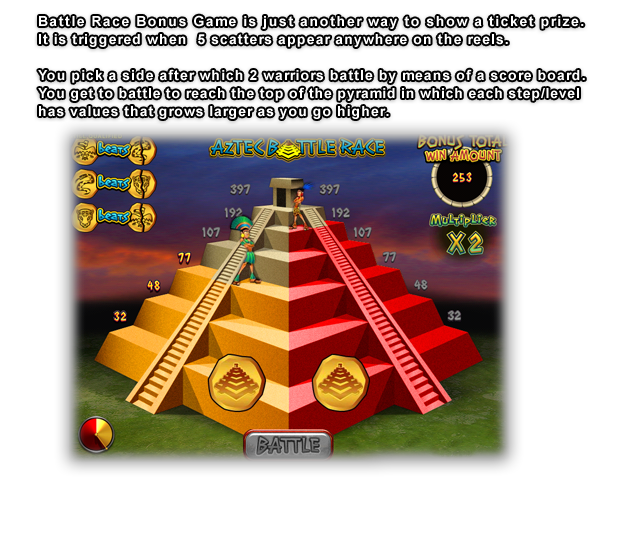 Battle Race Bonus Game is just another way to show a ticket prize.
It is triggered when 5 scatters appear anywhere on the reels.
You pick a side after which 2 warriors battle by means of a score board.
You get to battle to reach the top of the pyramid in which each step/level
has values that grows larger as you go higher.
beats
beats
beats
AZTEC BATTLE RACE
BONUS TOTAL
WIN AMOUNT
253
MULTIPLIER
X2
397 397
192 192
107 107
77 77
48 48
32 32
BATTLE